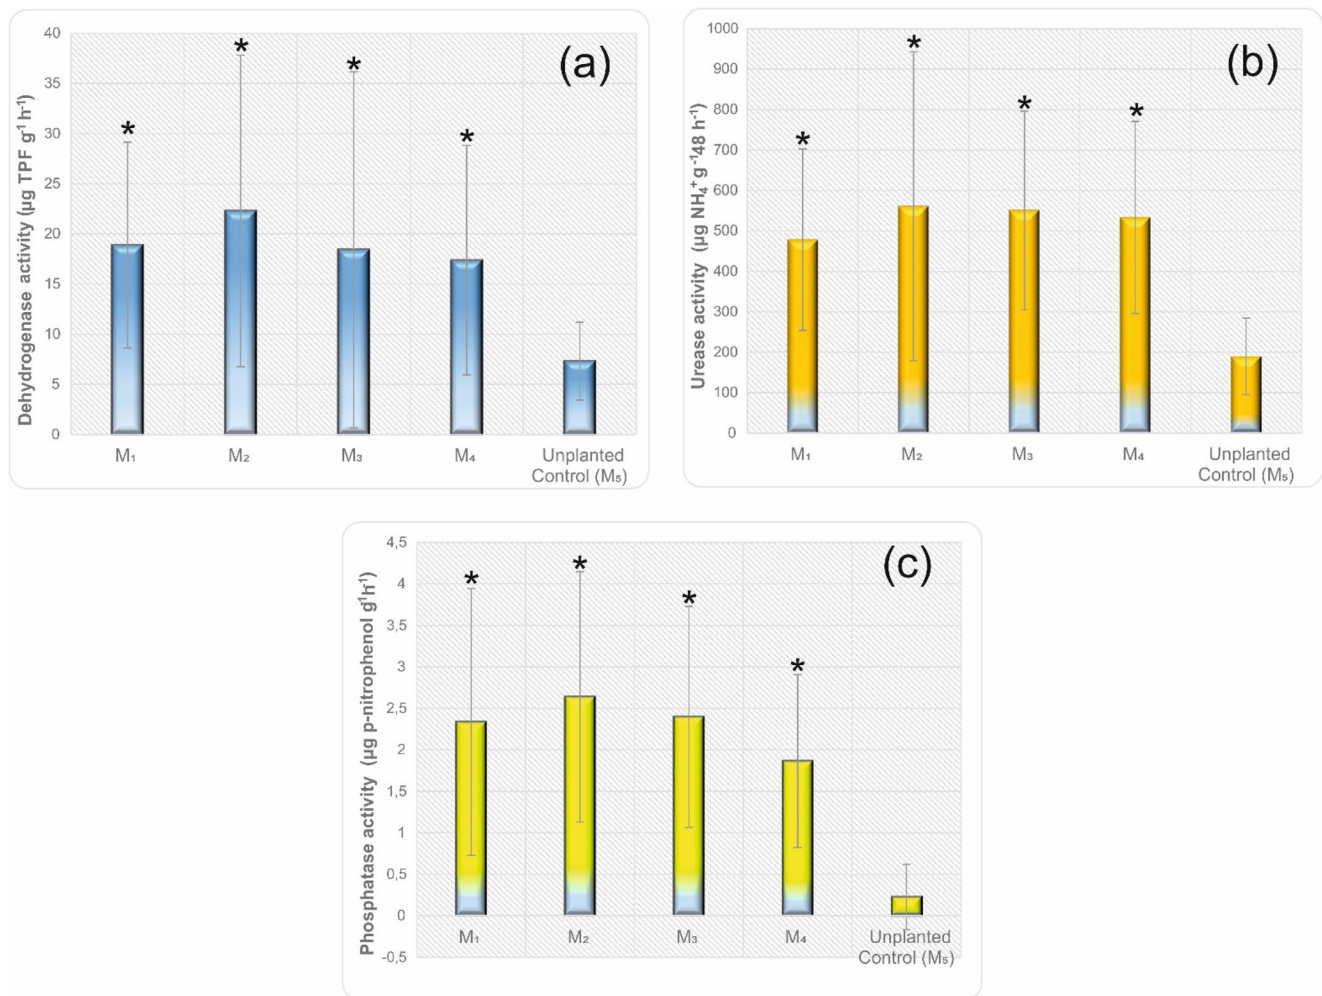 Dehydrogenase activity (µg TPF g⁻¹ h⁻¹)
40
35
30
25
20
15
10
5
0
*
*
*
*
(a)
M₁
M₂
M₃
M₄
Unplanted
Control (M₅)
Urease activity (µg NH₄⁺ g⁻¹48 h⁻¹)
1000
900
800
700
600
500
400
300
200
100
0
*
*
*
*
(b)
M₁
M₂
M₃
M₄
Unplanted
Control (M₅)
Phosphatase activity (µg p-nitrophenol g¹h⁻¹)
4,5
4
3,5
3
2,5
2
1,5
1
0,5
0
-0,5
*
*
*
*
(c)
M₁
M₂
M₃
M₄
Unplanted
Control (M₅)